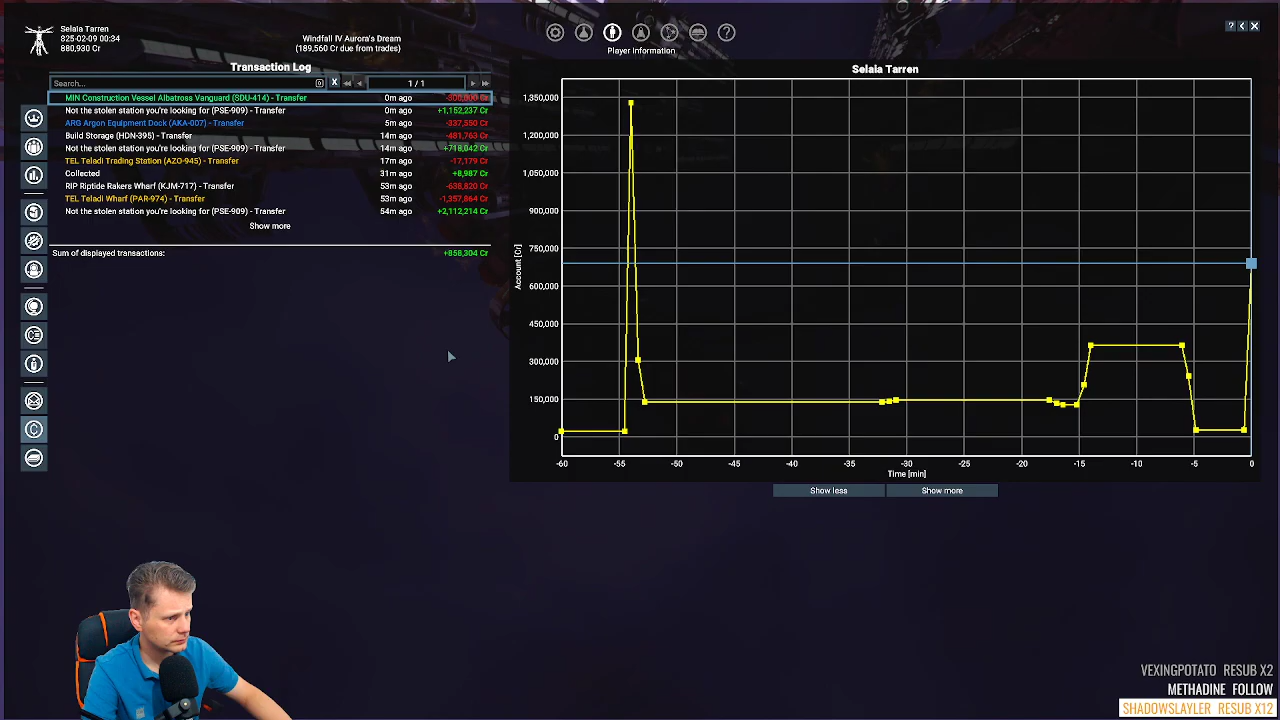 Selaia Tarren
825-02-09 00:34
880,930 Cr
Windfall IV Aurora's Dream
(189,560 Cr due from trades)
Player Information
Transaction Log
Search...
X
1 / 1
MIN Construction Vessel Albatross Vanguard (SDU-414) - Transfer 0m ago -300,000 Cr
Not the stolen station you're looking for (PSE-909) - Transfer 0m ago +1,152,237 Cr
ARG Argon Equipment Dock (AKA-007) - Transfer 5m ago -337,550 Cr
Build Storage (HDN-395) - Transfer 14m ago -481,763 Cr
Not the stolen station you're looking for (PSE-909) - Transfer 14m ago +718,042 Cr
TEL Teladi Trading Station (AZO-945) - Transfer 17m ago -17,179 Cr
Collected 31m ago +8,987 Cr
RIP Riptide Rakers Wharf (KJM-717) - Transfer 53m ago -638,820 Cr
TEL Teladi Wharf (PAR-974) - Transfer 53m ago -1,357,864 Cr
Not the stolen station you're looking for (PSE-909) - Transfer 54m ago +2,112,214 Cr
Show more
Sum of displayed transactions: +858,304 Cr
Selaia Tarren
1,350,000
1,200,000
1,050,000
900,000
750,000
600,000
450,000
300,000
150,000
0
Account [Cr]
-60 -55 -50 -45 -40 -35 -30 -25 -20 -15 -10 -5 0
Time [min]
Show less Show more
VEXINGPOTATO RESUB X2
METHADINE FOLLOW
SHADOWSLAYLER RESUB X12